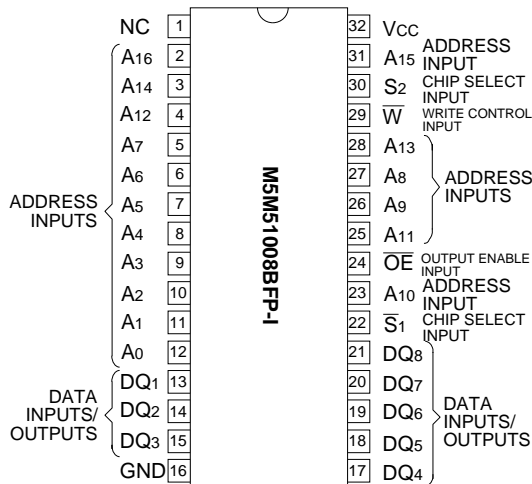 NC 1 32 VCC
A16 2 31 A15 ADDRESS INPUT
A14 3 30 S2 CHIP SELECT INPUT
A12 4 29 W̅ WRITE CONTROL INPUT
A7 5 28 A13
A6 6 27 A8
A5 7 26 A9
A4 8 25 A11
ADDRESS INPUTS
ADDRESS INPUTS
A3 9 24 O̅E̅ OUTPUT ENABLE INPUT
A2 10 23 A10 ADDRESS INPUT
A1 11 22 S̅1 CHIP SELECT INPUT
A0 12 21 DQ8
DQ1 13 20 DQ7
DQ2 14 19 DQ6
DQ3 15 18 DQ5
GND 16 17 DQ4
DATA INPUTS/ OUTPUTS
DATA INPUTS/ OUTPUTS
M5M51008BFP-I